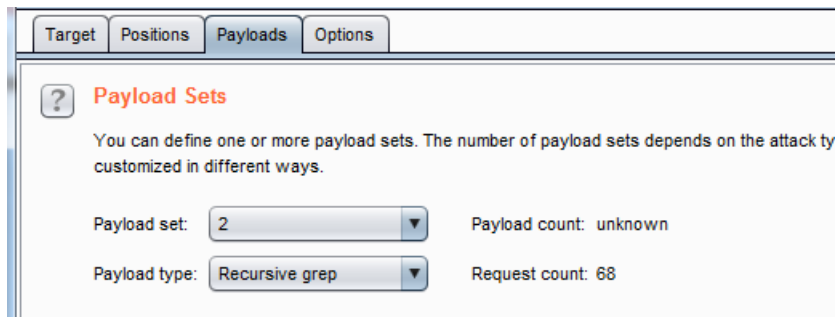 Target Positions Payloads Options
? Payload Sets
You can define one or more payload sets. The number of payload sets depends on the attack ty
customized in different ways.
Payload set: 2 Payload count: unknown
Payload type: Recursive grep Request count: 68